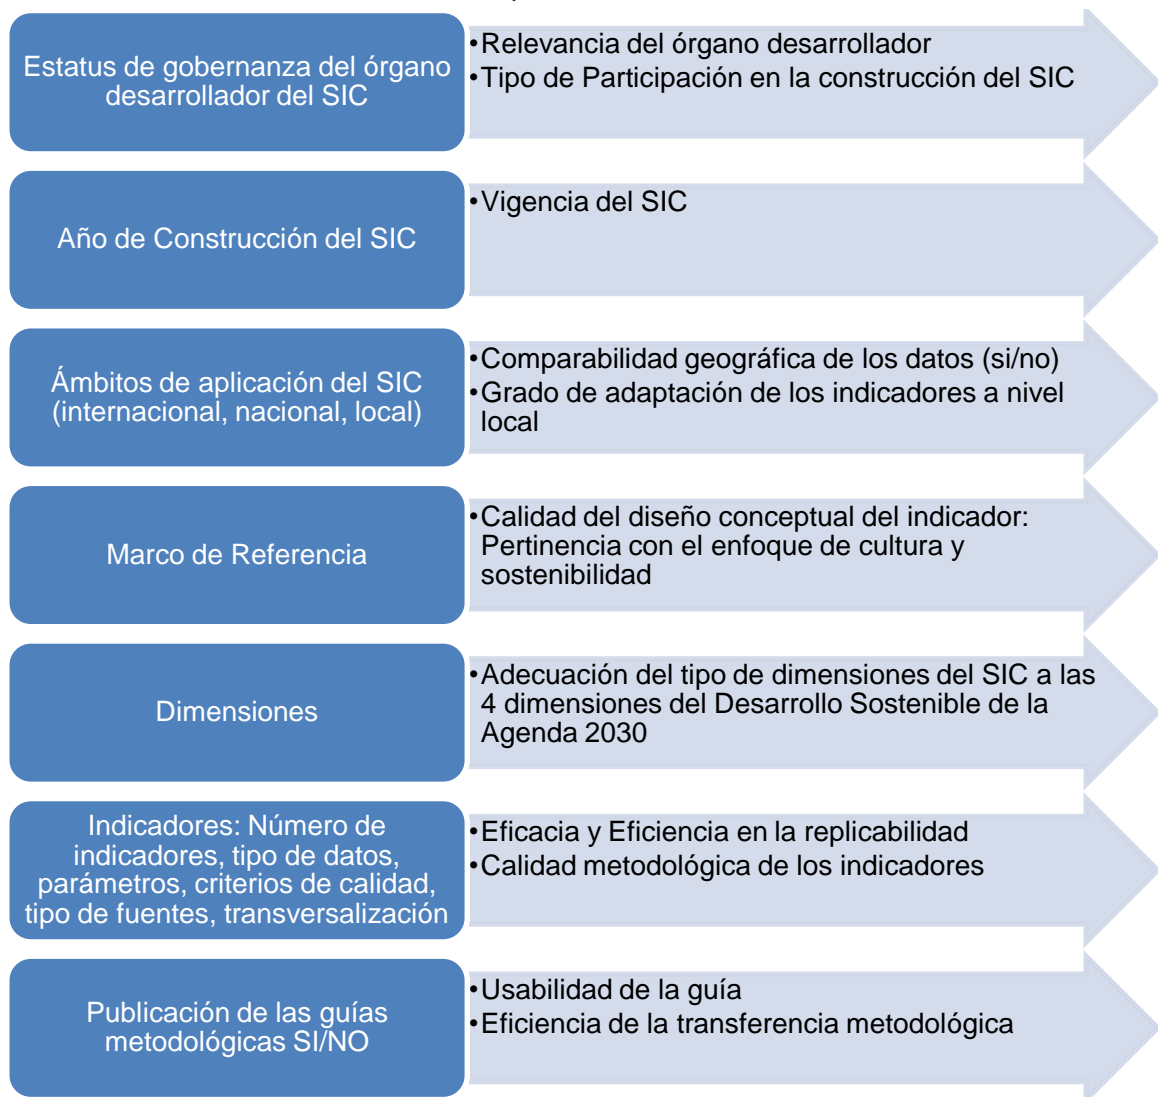 Estatus de gobernanza del órgano
desarrollador del SIC
•Relevancia del órgano desarrollador
•Tipo de Participación en la construcción del SIC
Año de Construcción del SIC
•Vigencia del SIC
Ámbitos de aplicación del SIC
(internacional, nacional, local)
•Comparabilidad geográfica de los datos (si/no)
•Grado de adaptación de los indicadores a nivel
local
Marco de Referencia
•Calidad del diseño conceptual del indicador:
Pertinencia con el enfoque de cultura y
sostenibilidad
Dimensiones
•Adecuación del tipo de dimensiones del SIC a las
4 dimensiones del Desarrollo Sostenible de la
Agenda 2030
Indicadores: Número de
indicadores, tipo de datos,
parámetros, criterios de calidad,
tipo de fuentes, transversalización
•Eficacia y Eficiencia en la replicabilidad
•Calidad metodológica de los indicadores
Publicación de las guías
metodológicas SI/NO
•Usabilidad de la guía
•Eficiencia de la transferencia metodológica